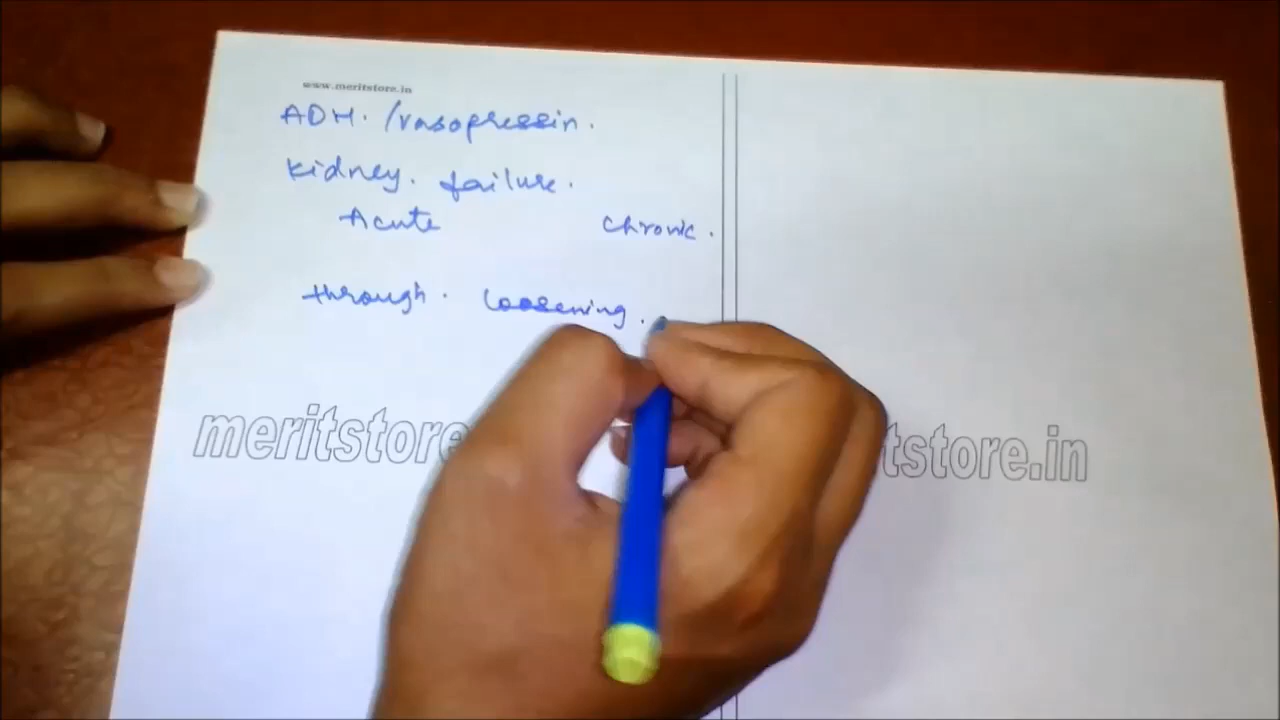 www.meritstore.in
ADH. /vasopressin.
kidney. failure.
Acute chronic.
through. loosening.
meritstore tstore.in